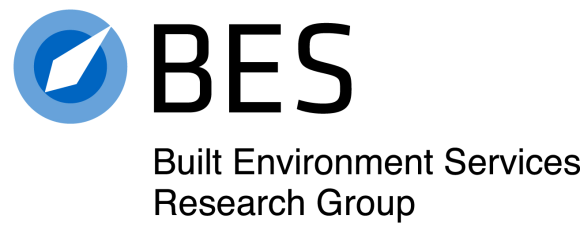 BES
Built Environment Services
Research Group